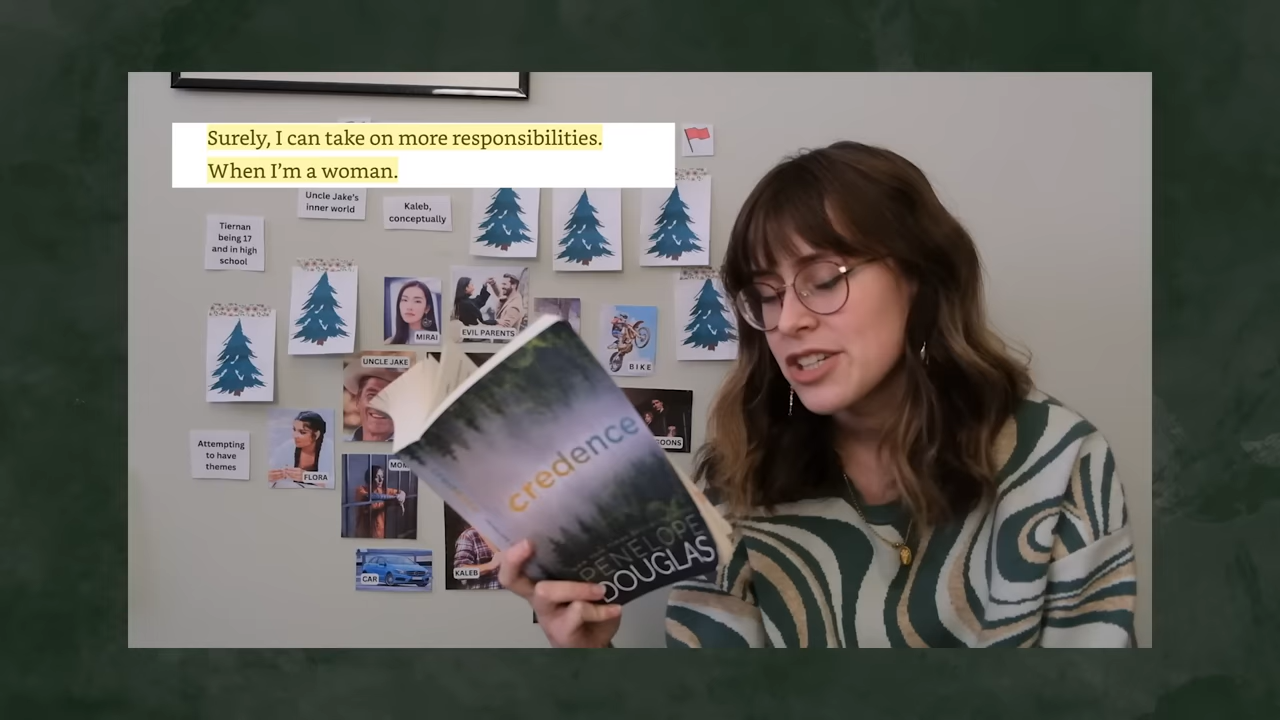 Surely, I can take on more responsibilities.
When I'm a woman.
Uncle Jake's
inner world
Kaleb,
conceptually
Tiernan
being 17
and in high
school
MIRAI
EVIL PARENTS
BIKE
UNCLE JAKE
Attempting
to have
themes
FLORA
CAR
KALEB
credence
PENELOPE
DOUGLAS